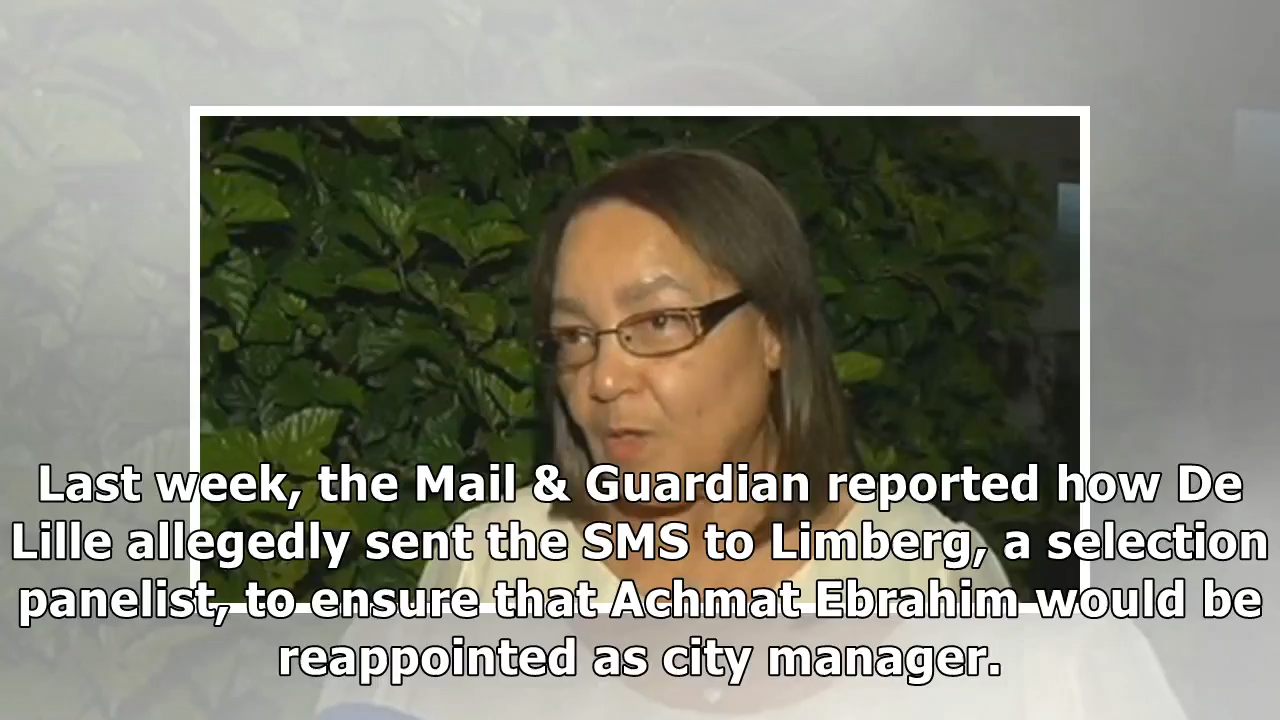 Last week, the Mail & Guardian reported how De
Lille allegedly sent the SMS to Limberg, a selection
panelist, to ensure that Achmat Ebrahim would be
reappointed as city manager.